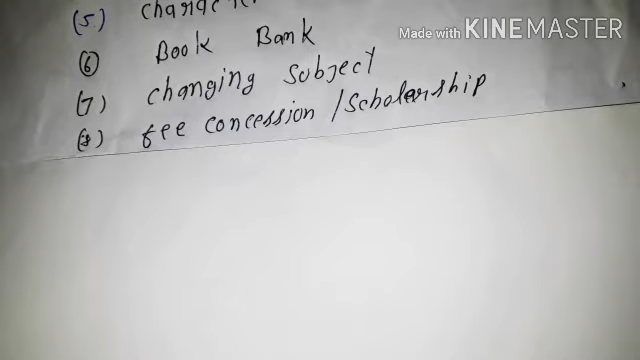 (5)
Made with KINEMASTER
(6) Book Bank
(7) changing subject
(8) fee concession / Scholarship